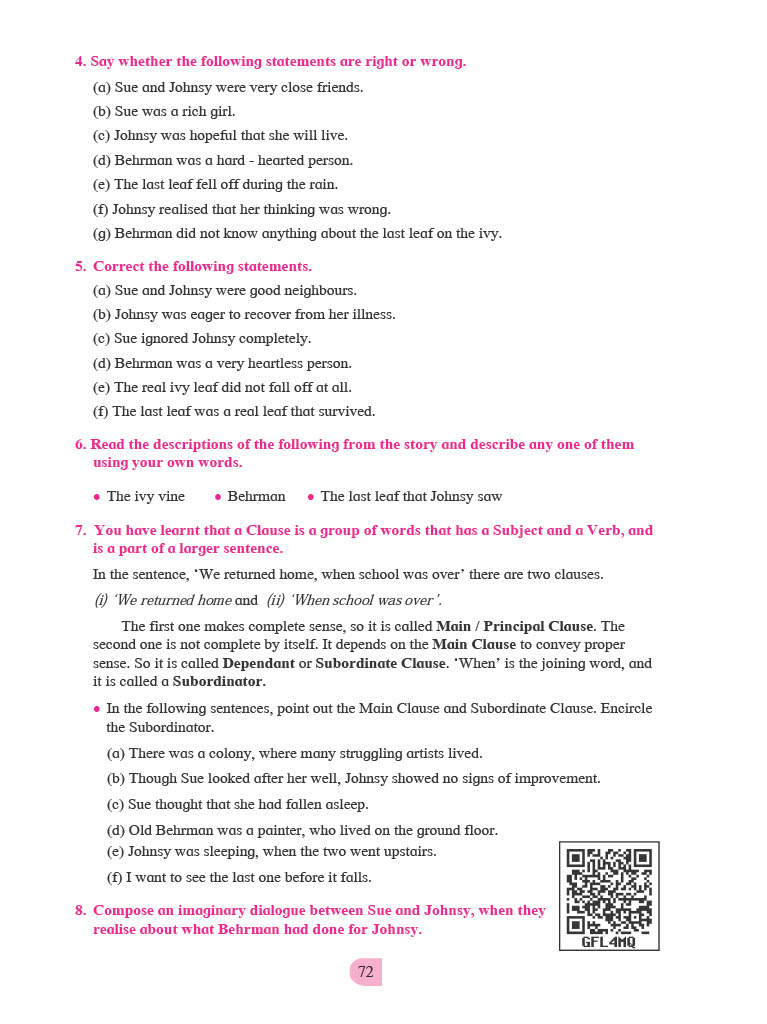 4. Say whether the following statements are right or wrong.
(a) Sue and Johnsy were very close friends.
(b) Sue was a rich girl.
(c) Johnsy was hopeful that she will live.
(d) Behrman was a hard - hearted person.
(e) The last leaf fell off during the rain.
(f) Johnsy realised that her thinking was wrong.
(g) Behrman did not know anything about the last leaf on the ivy.
5. Correct the following statements.
(a) Sue and Johnsy were good neighbours.
(b) Johnsy was eager to recover from her illness.
(c) Sue ignored Johnsy completely.
(d) Behrman was a very heartless person.
(e) The real ivy leaf did not fall off at all.
(f) The last leaf was a real leaf that survived.
6. Read the descriptions of the following from the story and describe any one of them
using your own words.
• The ivy vine • Behrman • The last leaf that Johnsy saw
7. You have learnt that a Clause is a group of words that has a Subject and a Verb, and
is a part of a larger sentence.
In the sentence, ‘We returned home, when school was over’ there are two clauses.
(i) ‘We returned home and (ii) ‘When school was over’.
The first one makes complete sense, so it is called Main / Principal Clause. The
second one is not complete by itself. It depends on the Main Clause to convey proper
sense. So it is called Dependant or Subordinate Clause. ‘When’ is the joining word, and
it is called a Subordinator.
• In the following sentences, point out the Main Clause and Subordinate Clause. Encircle
the Subordinator.
(a) There was a colony, where many struggling artists lived.
(b) Though Sue looked after her well, Johnsy showed no signs of improvement.
(c) Sue thought that she had fallen asleep.
(d) Old Behrman was a painter, who lived on the ground floor.
(e) Johnsy was sleeping, when the two went upstairs.
(f) I want to see the last one before it falls.
8. Compose an imaginary dialogue between Sue and Johnsy, when they
realise about what Behrman had done for Johnsy.
GFL4MQ
72